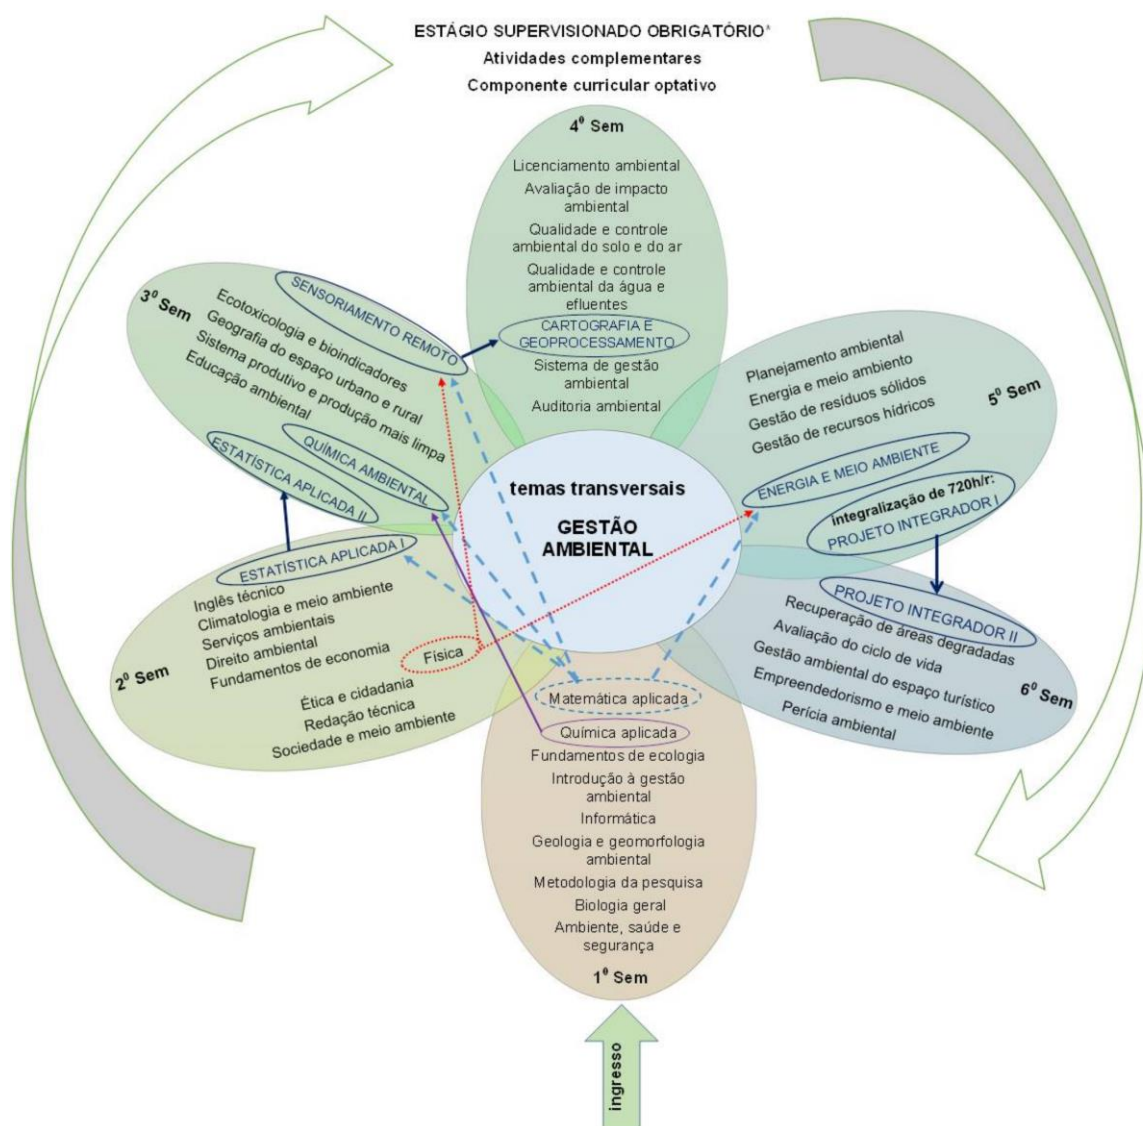 ESTÁGIO SUPERVISIONADO OBRIGATÓRIO*
Atividades complementares
Componente curricular optativo
4º Sem
Licenciamento ambiental
Avaliação de impacto
ambiental
Qualidade e controle
ambiental do solo e do ar
Qualidade e controle
ambiental da água e
efluentes
CARTOGRAFIA E
GEOPROCESSAMENTO
Sistema de gestão
ambiental
Auditoria ambiental
3º Sem
SENSORIAMENTO REMOTO
Ecotoxicologia e bioindicadores
Geografia do espaço urbano e rural
Sistema produtivo e produção mais limpa
Educação ambiental
QUÍMICA AMBIENTAL
ESTATÍSTICA APLICADA II
5º Sem
Planejamento ambiental
Energia e meio ambiento
Gestão de resíduos sólidos
Gestão de recursos hídricos
ENERGIA E MEIO AMBIENTE
integralização de 720h/r:
PROJETO INTEGRADOR I
temas transversais
GESTÃO
AMBIENTAL
2º Sem
ESTATÍSTICA APLICADA I
Inglês técnico
Climatologia e meio ambiente
Serviços ambientais
Direito ambiental
Fundamentos de economia
Física
Ética e cidadania
Redação técnica
Sociedade e meio ambiente
PROJETO INTEGRADOR II
Recuperação de áreas degradadas
Avaliação do ciclo de vida
Gestão ambiental do espaço turístico
Empreendedorismo e meio ambiente
Perícia ambiental
6º Sem
Matemática aplicada
Química aplicada
Fundamentos de ecologia
Introdução à gestão
ambiental
Informática
Geologia e geomorfologia
ambiental
Metodologia da pesquisa
Biologia geral
Ambiente, saúde e
segurança
1º Sem
ingresso